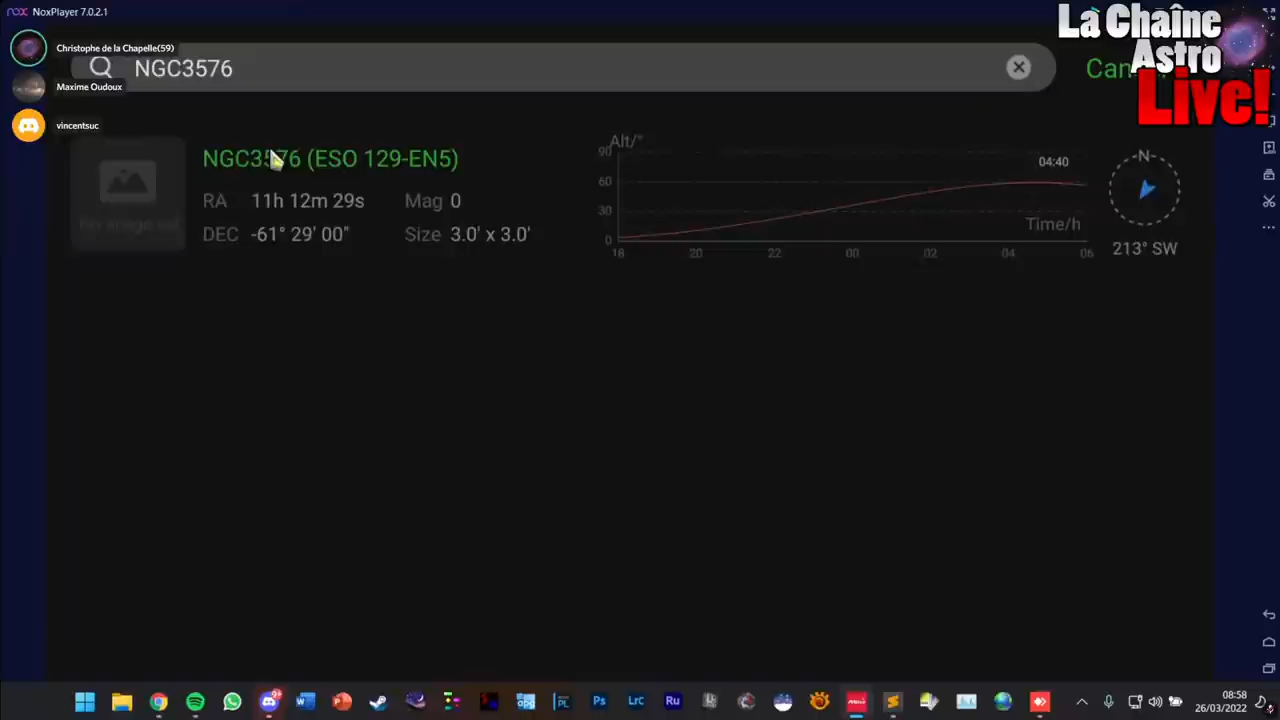 NoxPlayer 7.0.2.1
La Chaîne
Astro
Live!
Christophe de la Chapelle(59)
NGC3576
Maxime Oudoux
vincentsuc
NGC3576 (ESO 129-EN5)
RA 11h 12m 29s Mag 0
DEC -61° 29' 00" Size 3.0' x 3.0'
Alt/°
90
60
30
0
04:40
Time/h
18 20 22 00 02 04 06
N
213° SW
08:58
26/03/2022